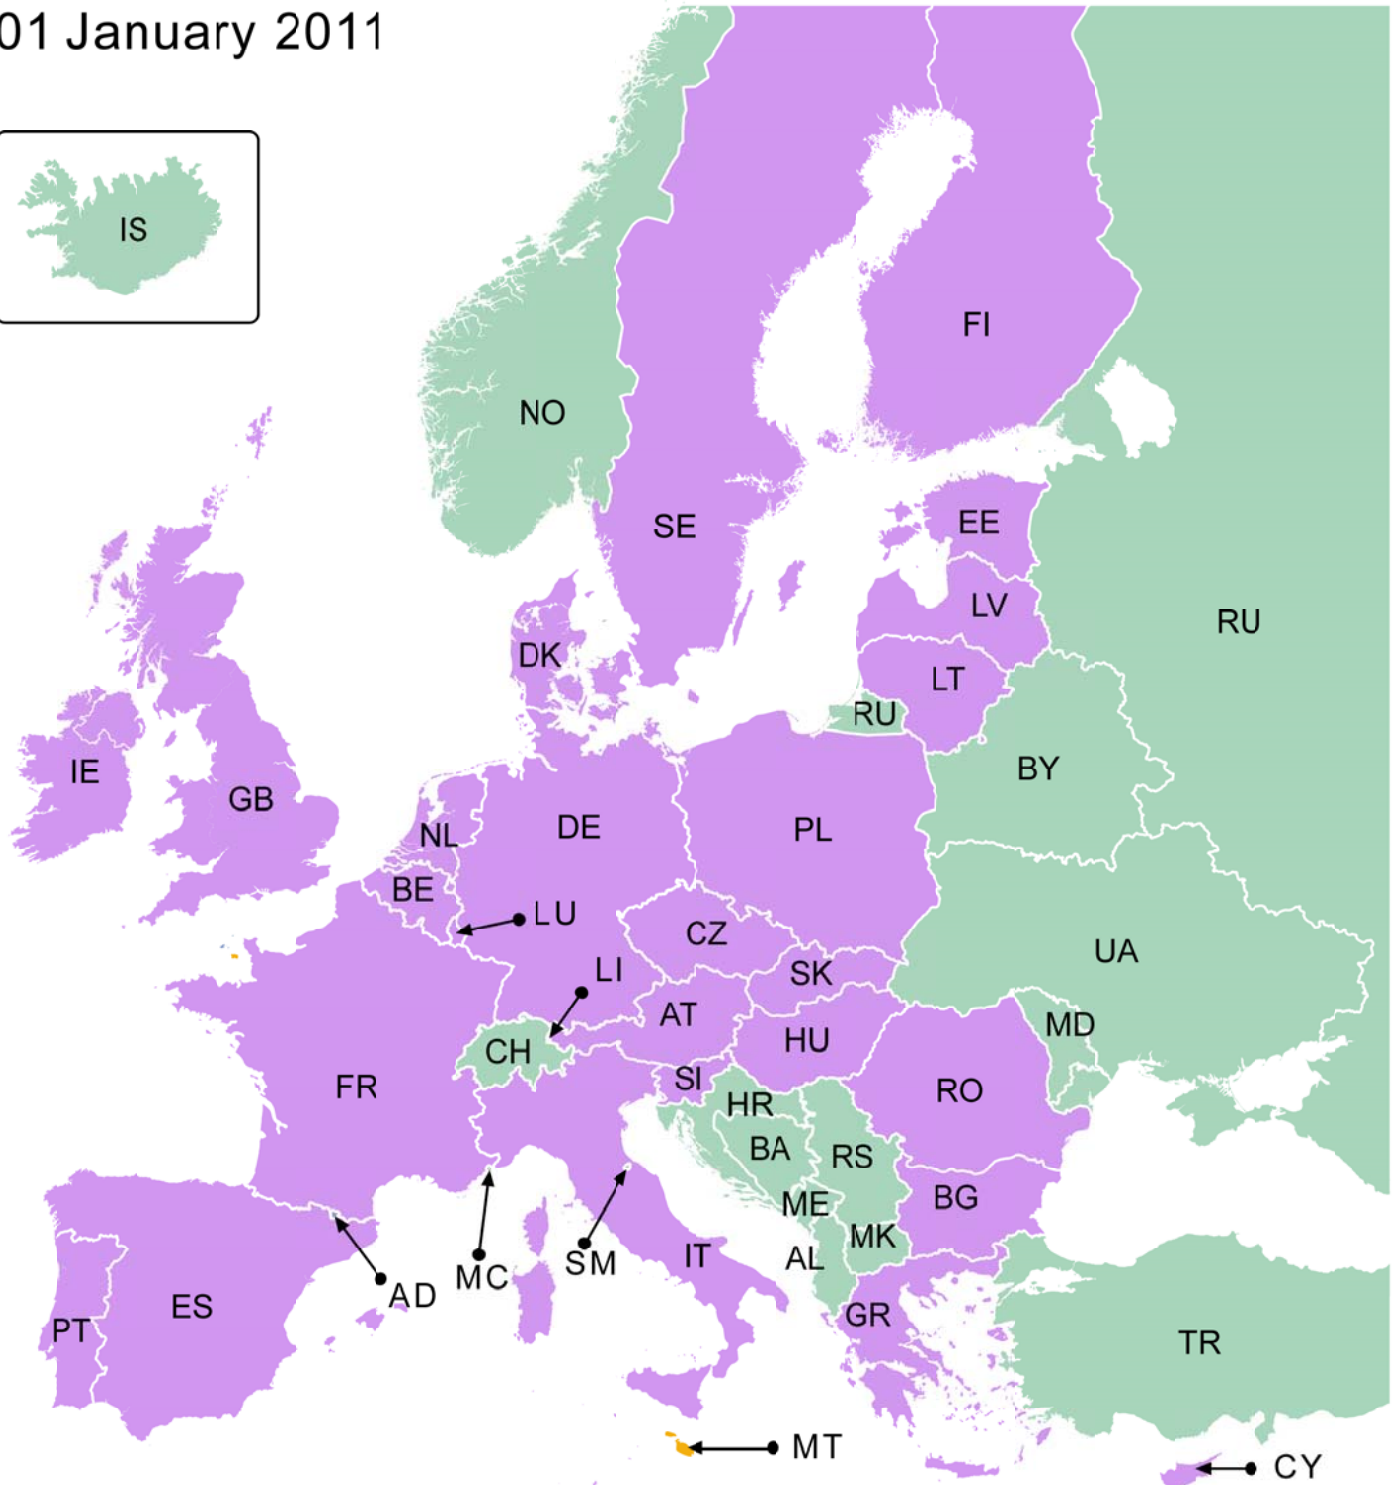 01 January 2011
IS
FI
NO
SE
EE
LV
RU
DK
LT
RU
BY
IE
GB
NL
DE
PL
BE
LU
CZ
UA
LI
SK
AT
MD
HU
CH
SI
FR
RO
HR
BA
RS
BG
ME
MK
IT
AL
SM
MC
AD
ES
GR
PT
TR
MT
CY